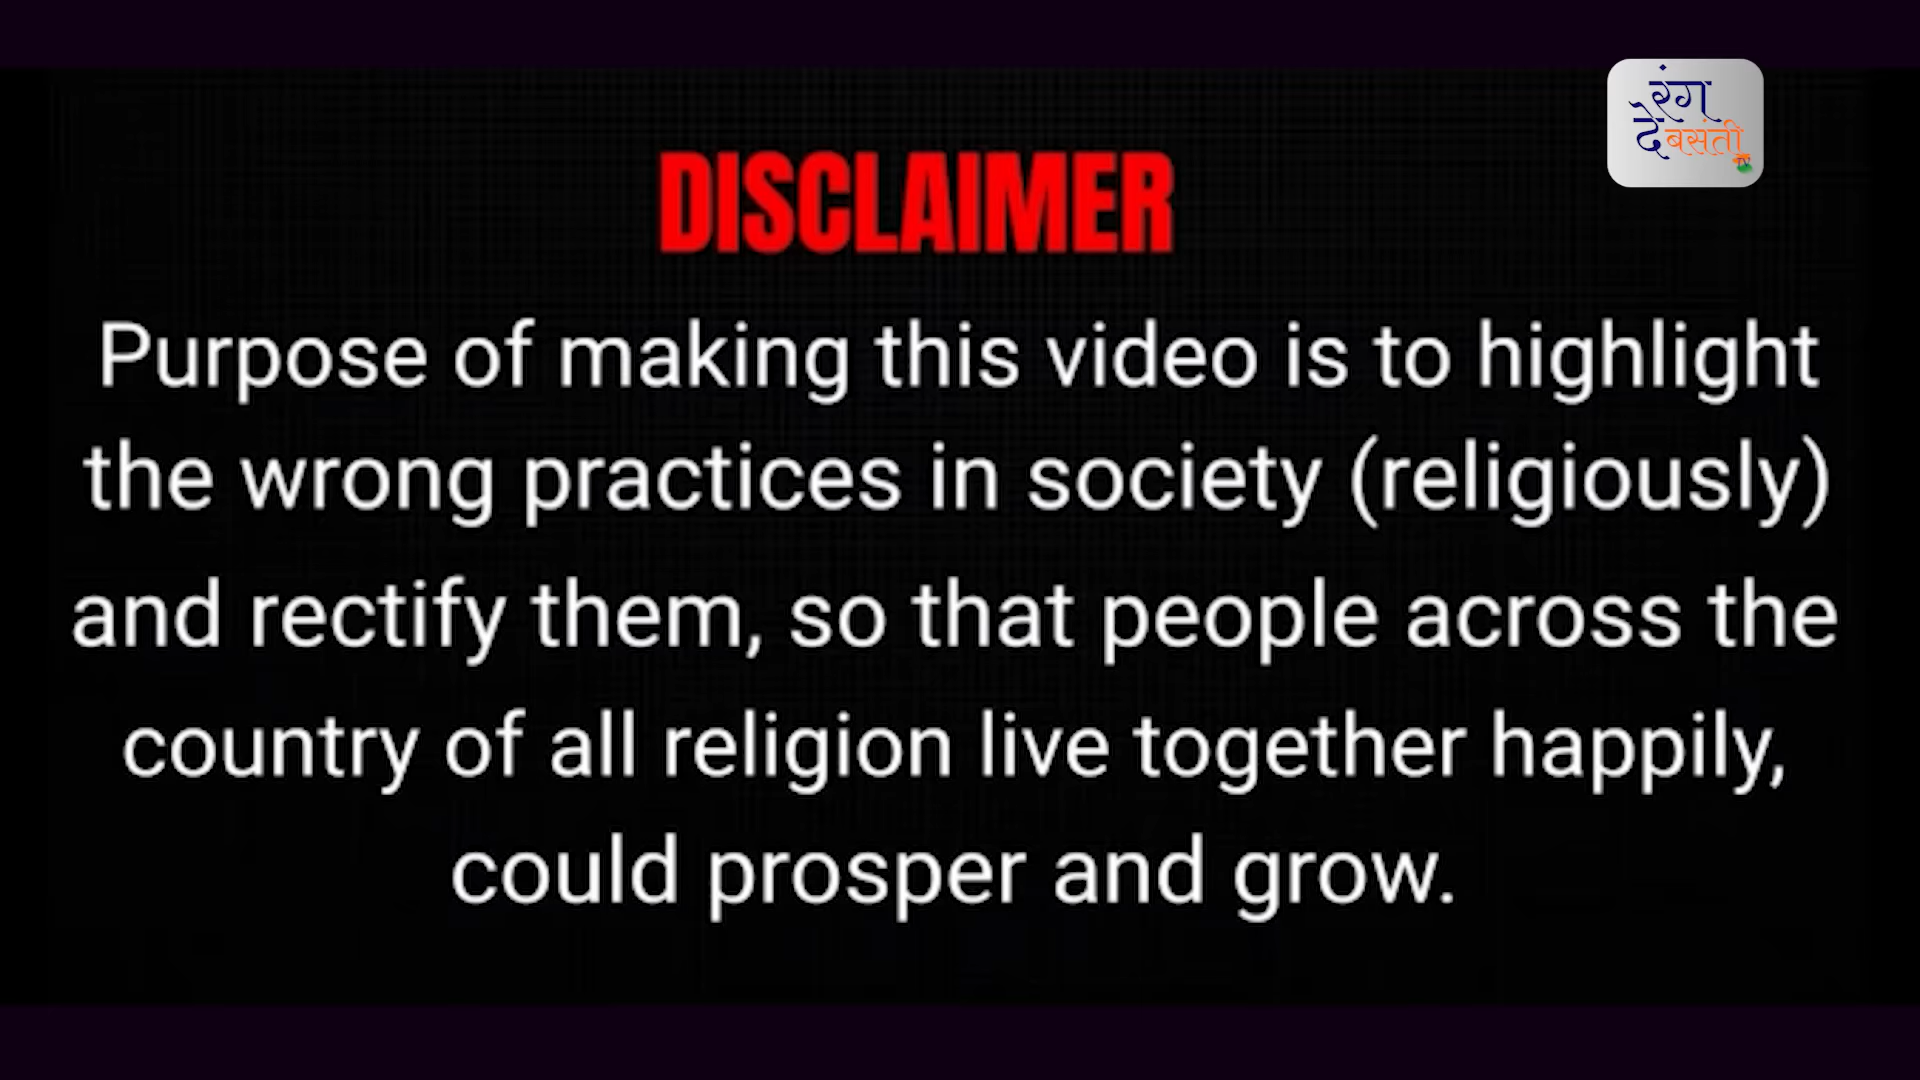 रंग
दे बसंती
TV
DISCLAIMER
Purpose of making this video is to highlight
the wrong practices in society (religiously)
and rectify them, so that people across the
country of all religion live together happily,
could prosper and grow.